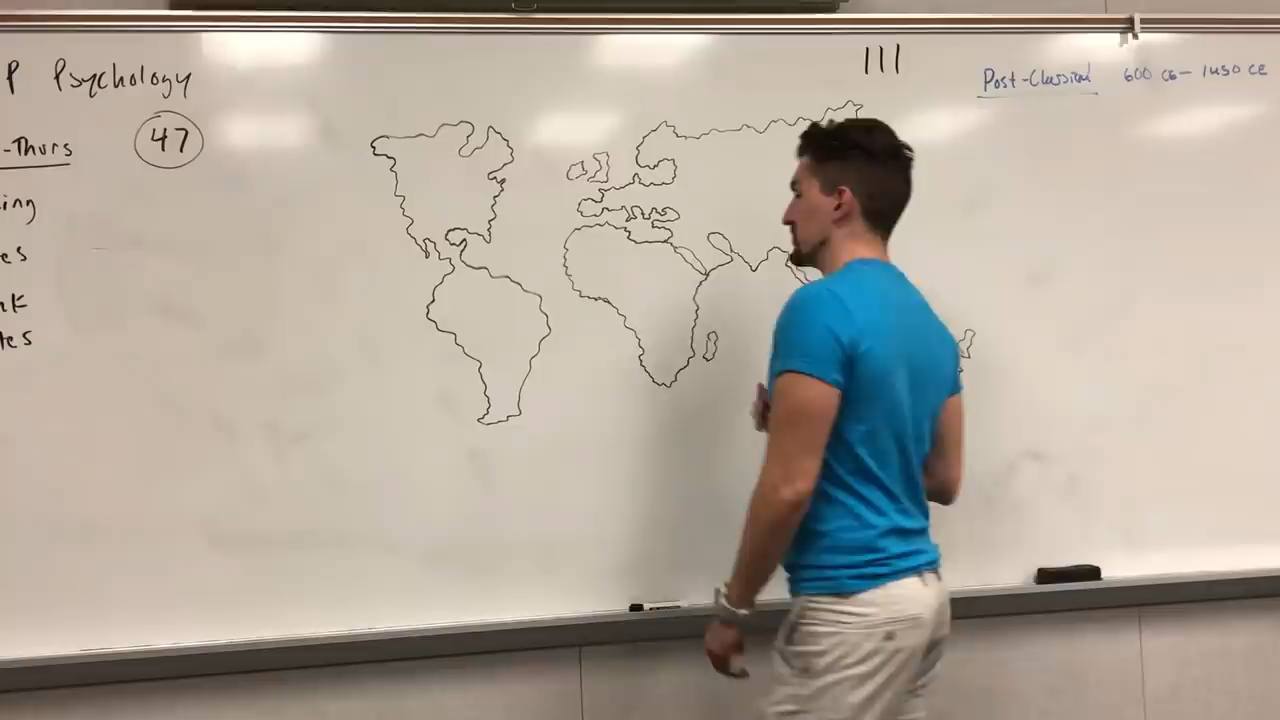 P Psychology
-Thurs
47
ing
es
nk
tes
III
Post-Classical 600 CE - 1450 CE